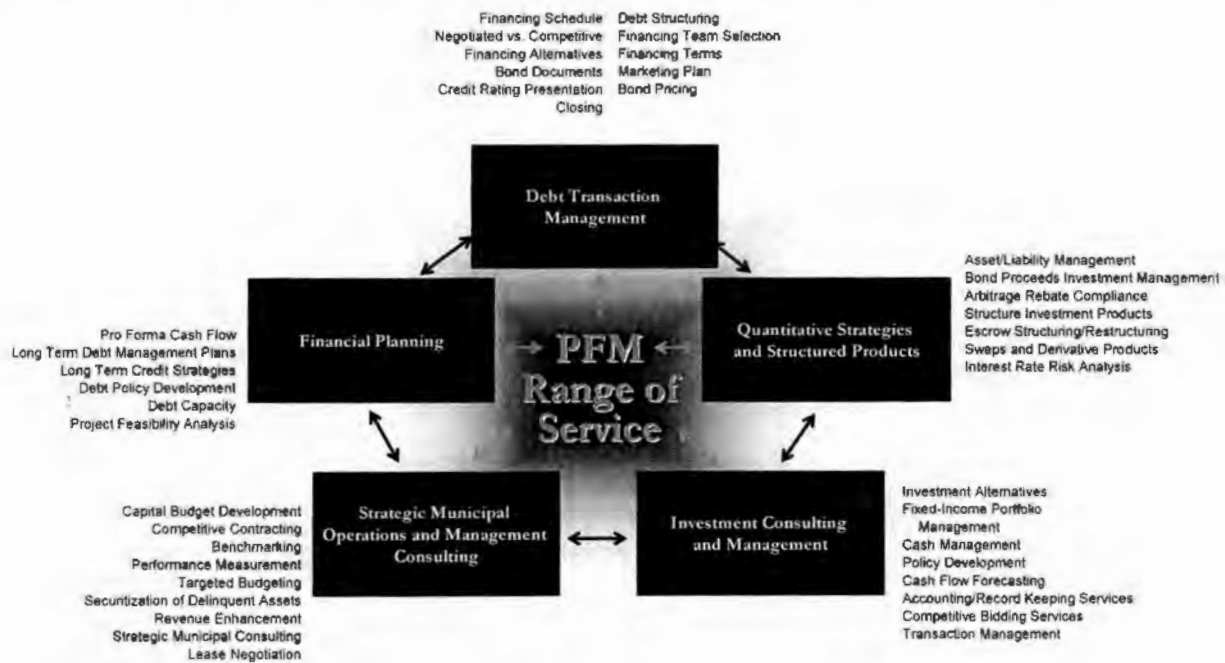 Financing Schedule
Negotiated vs. Competitive
Financing Alternatives
Bond Documents
Credit Rating Presentation
Closing
Debt Structuring
Financing Team Selection
Financing Terms
Marketing Plan
Bond Pricing
Debt Transaction
Management
Pro Forma Cash Flow
Long Term Debt Management Plans
Long Term Credit Strategies
Debt Policy Development
Debt Capacity
Project Feasibility Analysis
Financial Planning
PFM
Range of
Service
Quantitative Strategies
and Structured Products
Asset/Liability Management
Bond Proceeds Investment Management
Arbitrage Rebate Compliance
Structure Investment Products
Escrow Structuring/Restructuring
Swaps and Derivative Products
Interest Rate Risk Analysis
Capital Budget Development
Competitive Contracting
Benchmarking
Performance Measurement
Targeted Budgeting
Securitization of Delinquent Assets
Revenue Enhancement
Strategic Municipal Consulting
Lease Negotiation
Strategic Municipal
Operations and Management
Consulting
Investment Consulting
and Management
Investment Alternatives
Fixed-Income Portfolio
Management
Cash Management
Policy Development
Cash Flow Forecasting
Accounting/Record Keeping Services
Competitive Bidding Services
Transaction Management